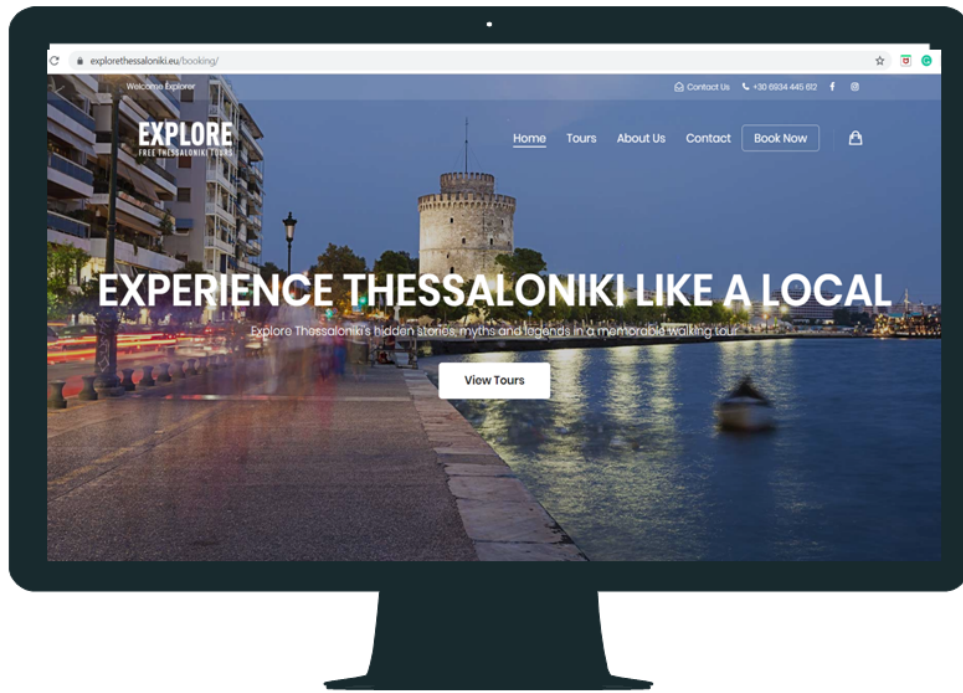 explorethessaloniki.eu/booking/
Welcome Explorer
Contact Us +30 6934 445 612
EXPLORE
FREE THESSALONIKI TOURS
Home Tours About Us Contact Book Now
EXPERIENCE THESSALONIKI LIKE A LOCAL
Explore Thessaloniki's hidden stories, myths and legends in a memorable walking tour
View Tours